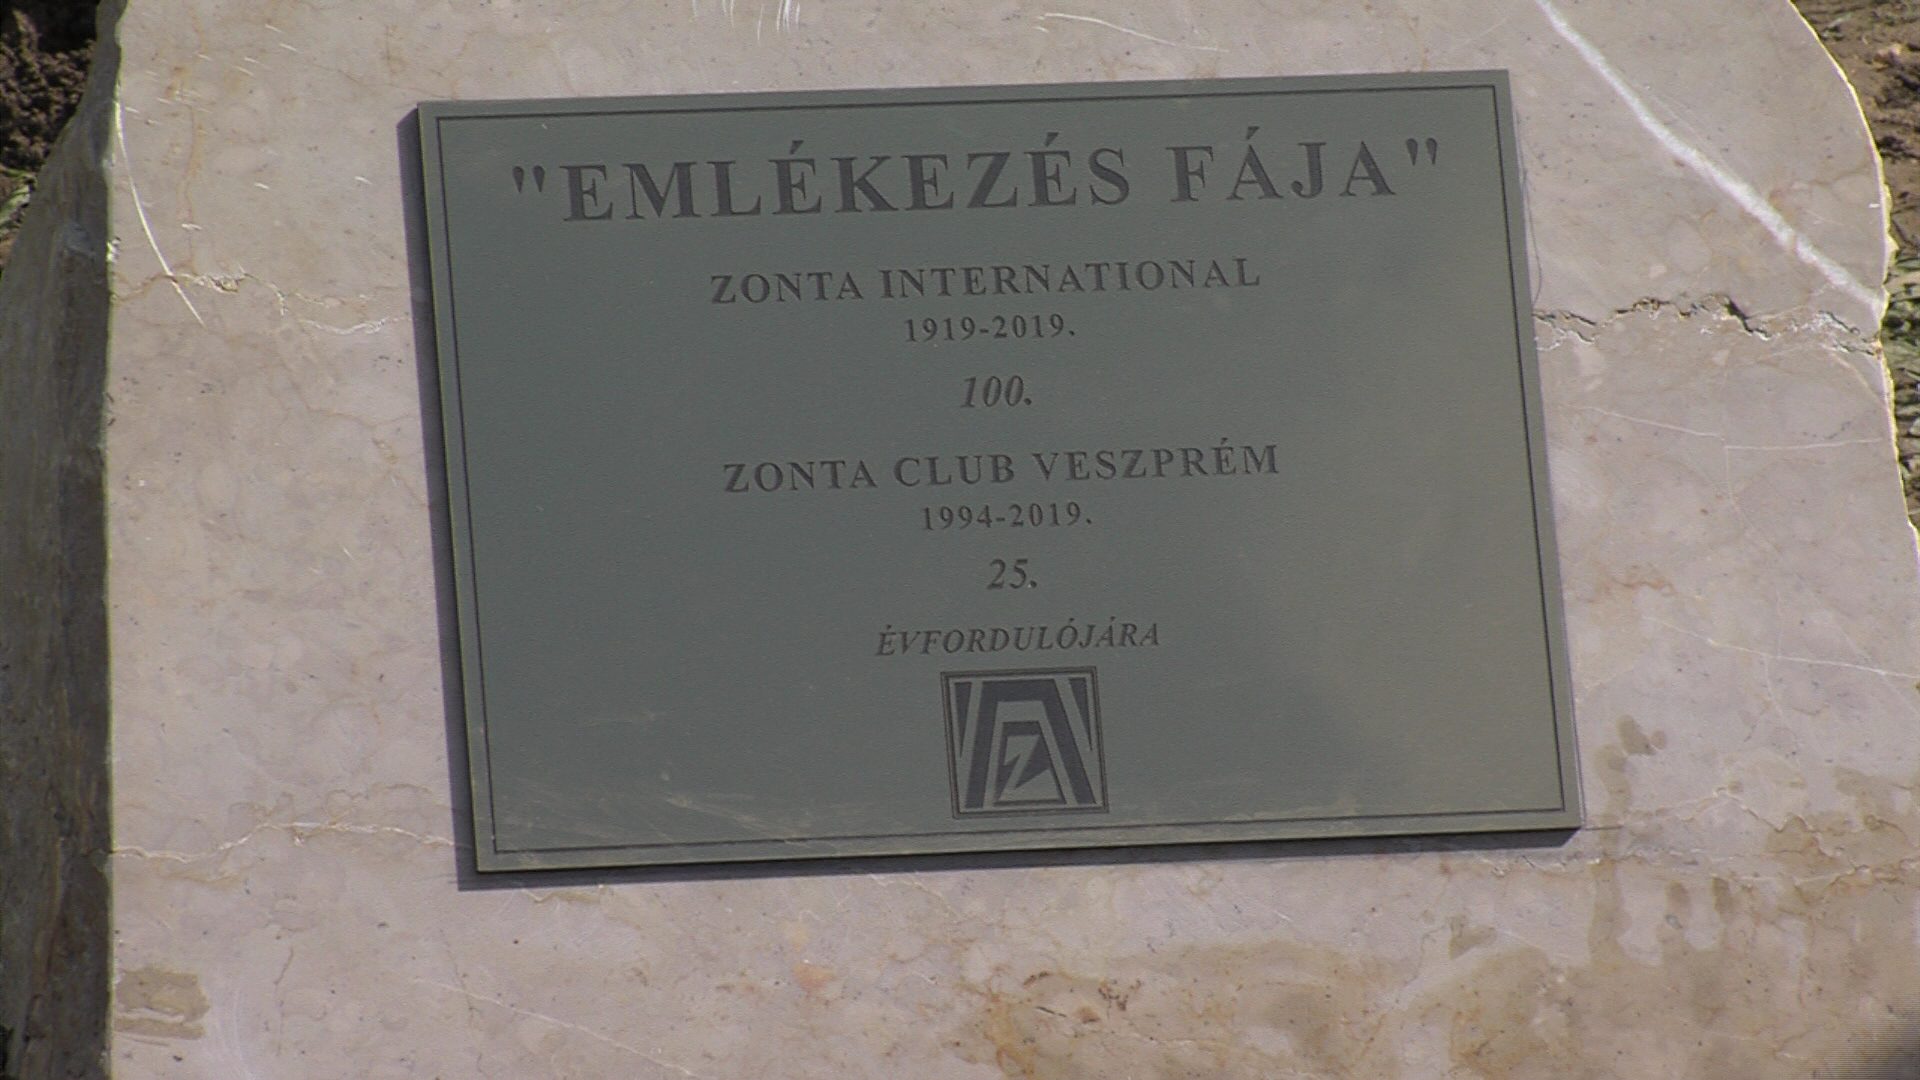 "EMLÉKEZÉS FÁJA"
ZONTA INTERNATIONAL
1919-2019.
100.
ZONTA CLUB VESZPRÉM
1994-2019.
25.
ÉVFORDULÓJÁRA